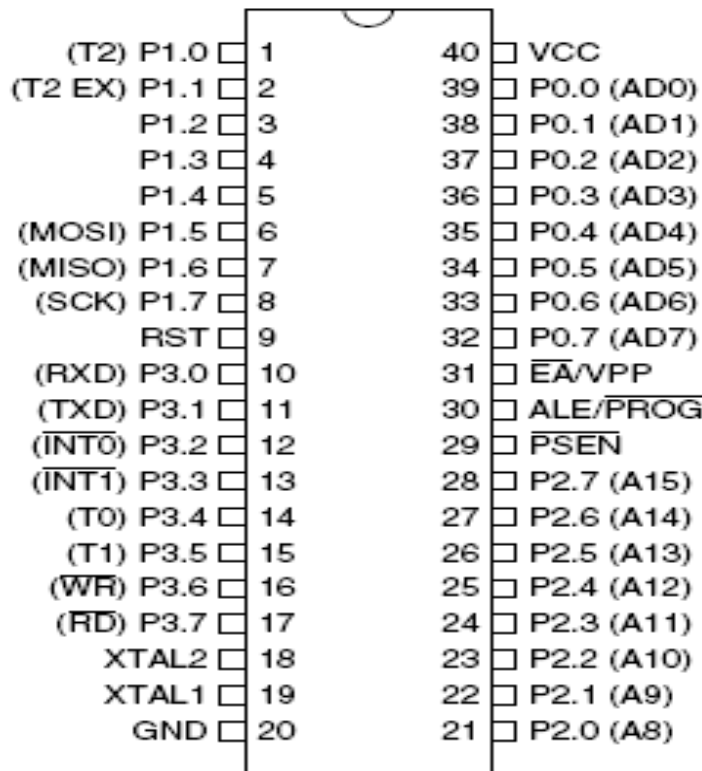 (T2) P1.0 1 40 VCC
(T2 EX) P1.1 2 39 P0.0 (AD0)
P1.2 3 38 P0.1 (AD1)
P1.3 4 37 P0.2 (AD2)
P1.4 5 36 P0.3 (AD3)
(MOSI) P1.5 6 35 P0.4 (AD4)
(MISO) P1.6 7 34 P0.5 (AD5)
(SCK) P1.7 8 33 P0.6 (AD6)
RST 9 32 P0.7 (AD7)
(RXD) P3.0 10 31 E̅A̅/VPP
(TXD) P3.1 11 30 ALE/P̅R̅O̅G̅
(I̅N̅T̅0̅) P3.2 12 29 P̅S̅E̅N̅
(I̅N̅T̅1̅) P3.3 13 28 P2.7 (A15)
(T0) P3.4 14 27 P2.6 (A14)
(T1) P3.5 15 26 P2.5 (A13)
(W̅R̅) P3.6 16 25 P2.4 (A12)
(R̅D̅) P3.7 17 24 P2.3 (A11)
XTAL2 18 23 P2.2 (A10)
XTAL1 19 22 P2.1 (A9)
GND 20 21 P2.0 (A8)